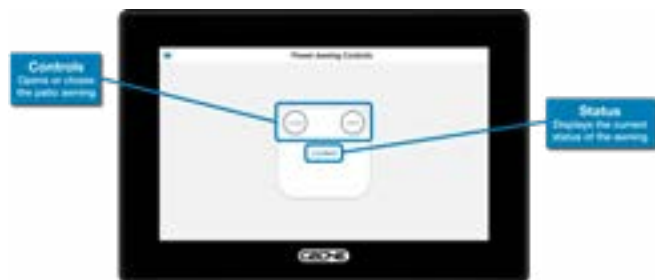 Power Awning Controls
Controls
Opens or closes
the patio awning
Status
Displays the current
status of the awning